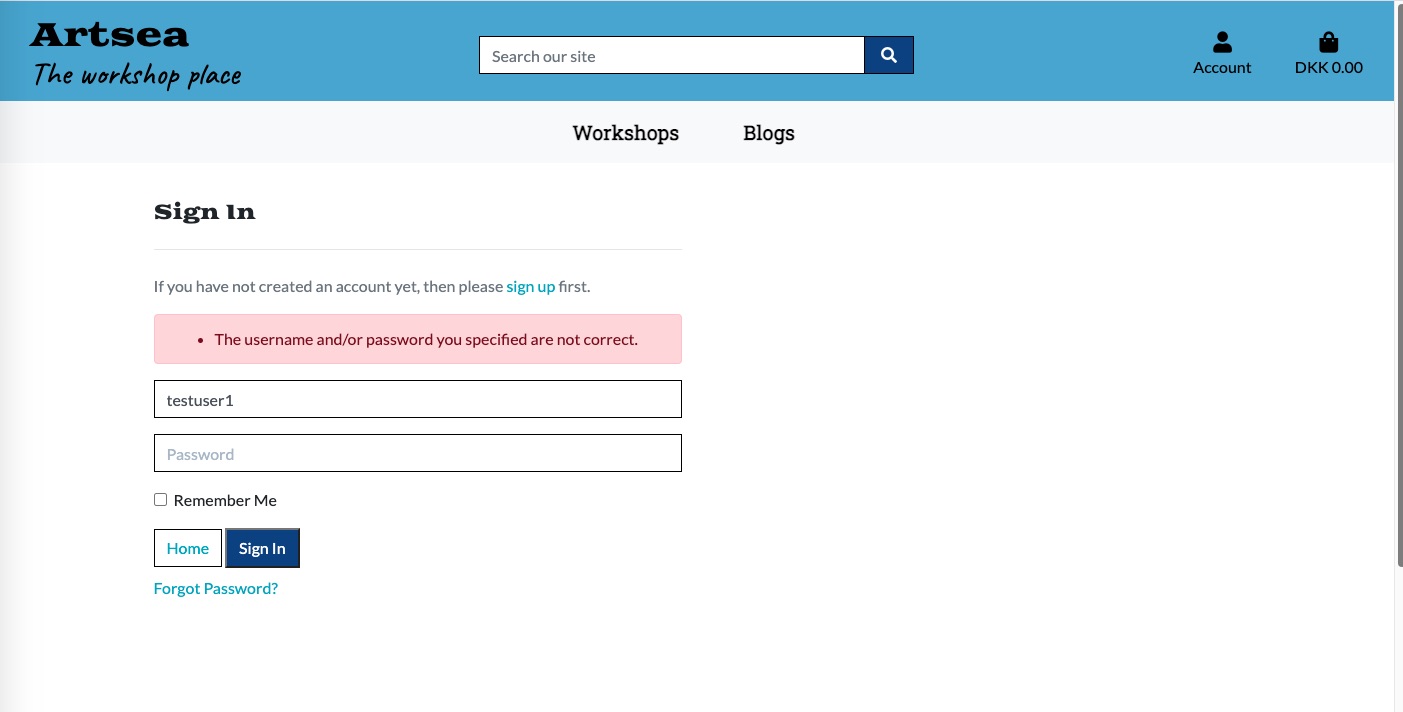 Artsea
The workshop place
Search our site
Account
DKK 0.00
Workshops
Blogs
Sign In
If you have not created an account yet, then please sign up first.
The username and/or password you specified are not correct.
testuser1
Password
Remember Me
Home
Sign In
Forgot Password?